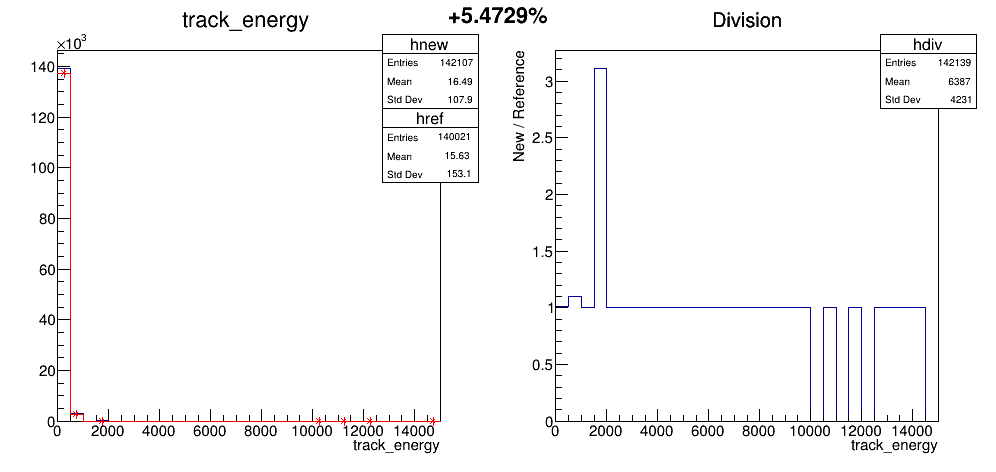 track_energy
+5.4729%
Division
×10³
hnew
Entries 142107
Mean 16.49
Std Dev 107.9
href
Entries 140021
Mean 15.63
Std Dev 153.1
140
120
100
80
60
40
20
0
0 2000 4000 6000 8000 10000 12000 14000
track_energy
hdiv
Entries 142139
Mean 6387
Std Dev 4231
New / Reference
3
2.5
2
1.5
1
0.5
0
0 2000 4000 6000 8000 10000 12000 14000
track_energy